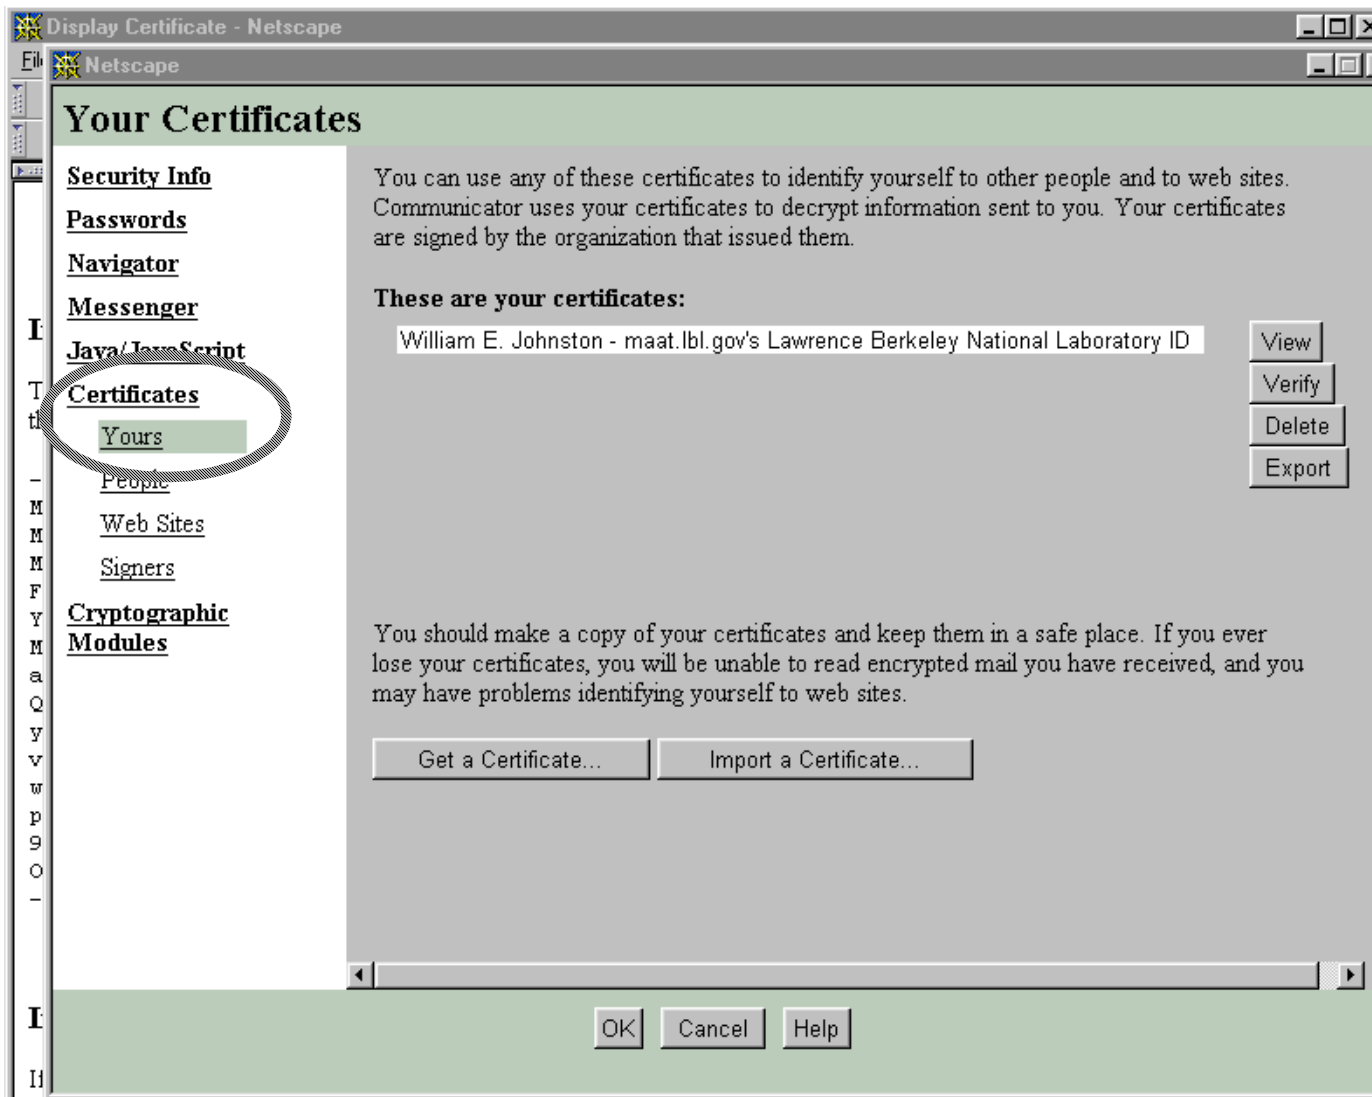 Display Certificate - Netscape
Netscape
Your Certificates
Security Info
Passwords
Navigator
Messenger
Java/JavaScript
Certificates
Yours
People
Web Sites
Signers
Cryptographic
Modules
You can use any of these certificates to identify yourself to other people and to web sites.
Communicator uses your certificates to decrypt information sent to you. Your certificates
are signed by the organization that issued them.
These are your certificates:
William E. Johnston - maat.lbl.gov's Lawrence Berkeley National Laboratory ID
View
Verify
Delete
Export
You should make a copy of your certificates and keep them in a safe place. If you ever
lose your certificates, you will be unable to read encrypted mail you have received, and you
may have problems identifying yourself to web sites.
Get a Certificate...
Import a Certificate...
OK
Cancel
Help